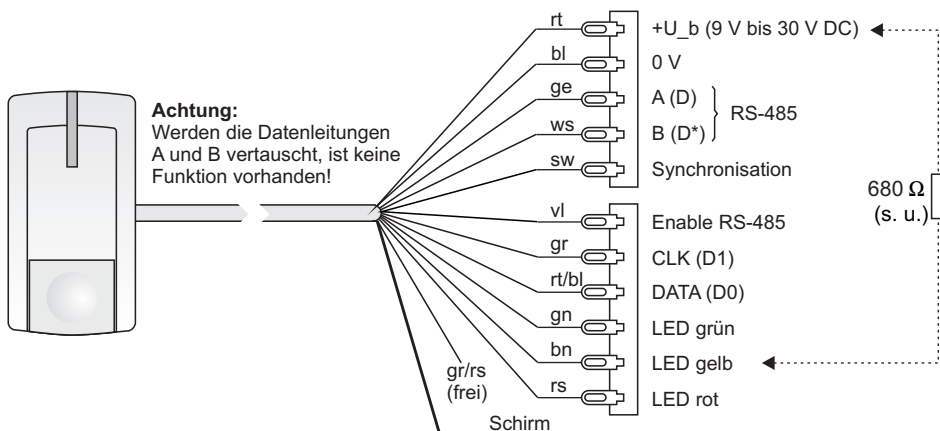 rt +U_b (9 V bis 30 V DC)
bl 0 V
ge A (D)
ws B (D*)
RS-485
sw Synchronisation
Achtung:
Werden die Datenleitungen
A und B vertauscht, ist keine
Funktion vorhanden!
680 Ω
(s. u.)
vl Enable RS-485
gr CLK (D1)
rt/bl DATA (D0)
gn LED grün
bn LED gelb
rs LED rot
gr/rs
(frei)
Schirm